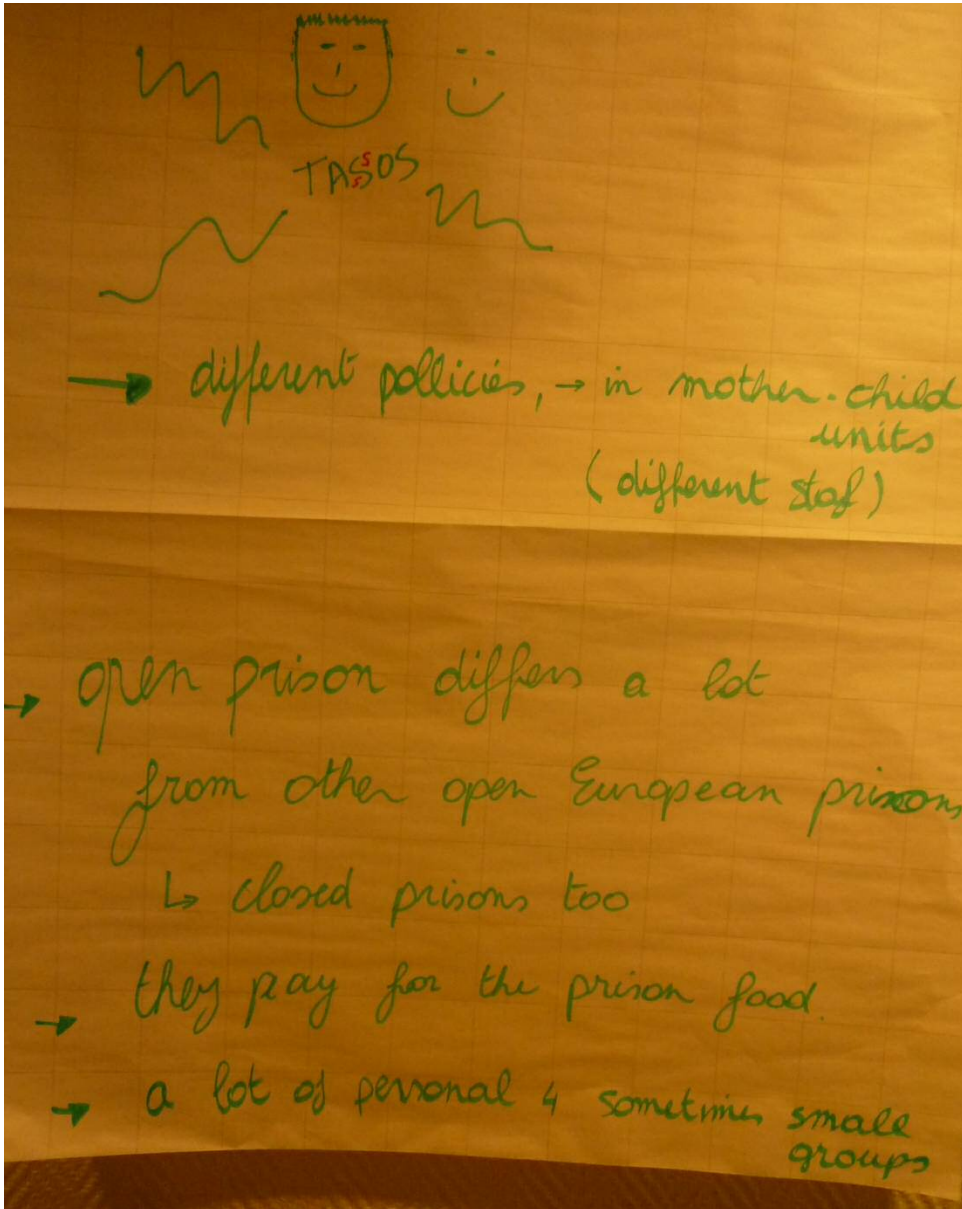 TASSOS
→ different pollicies, → in mother-child
units
(different staf)
→ open prison differs a lot
from other open European prisons
↳ closed prisons too
→ they pay for the prison food.
→ a lot of personal 4 sometimes small
groups